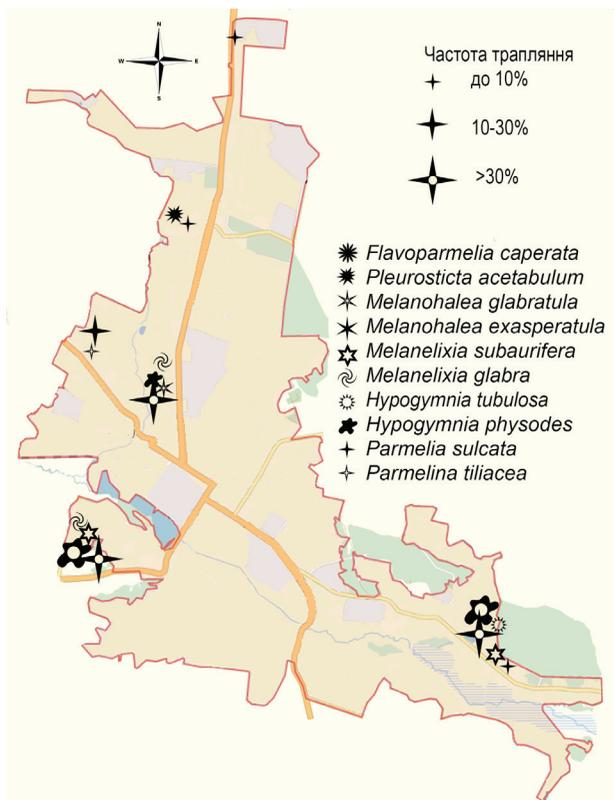 N
W E
S
Частота трапляння
до 10%
10-30%
>30%
Flavoparmelia caperata
Pleurosticta acetabulum
Melanohalea glabratula
Melanohalea exasperatula
Melanelixia subaurifera
Melanelixia glabra
Hypogymnia tubulosa
Hypogymnia physodes
Parmelia sulcata
Parmelina tiliacea